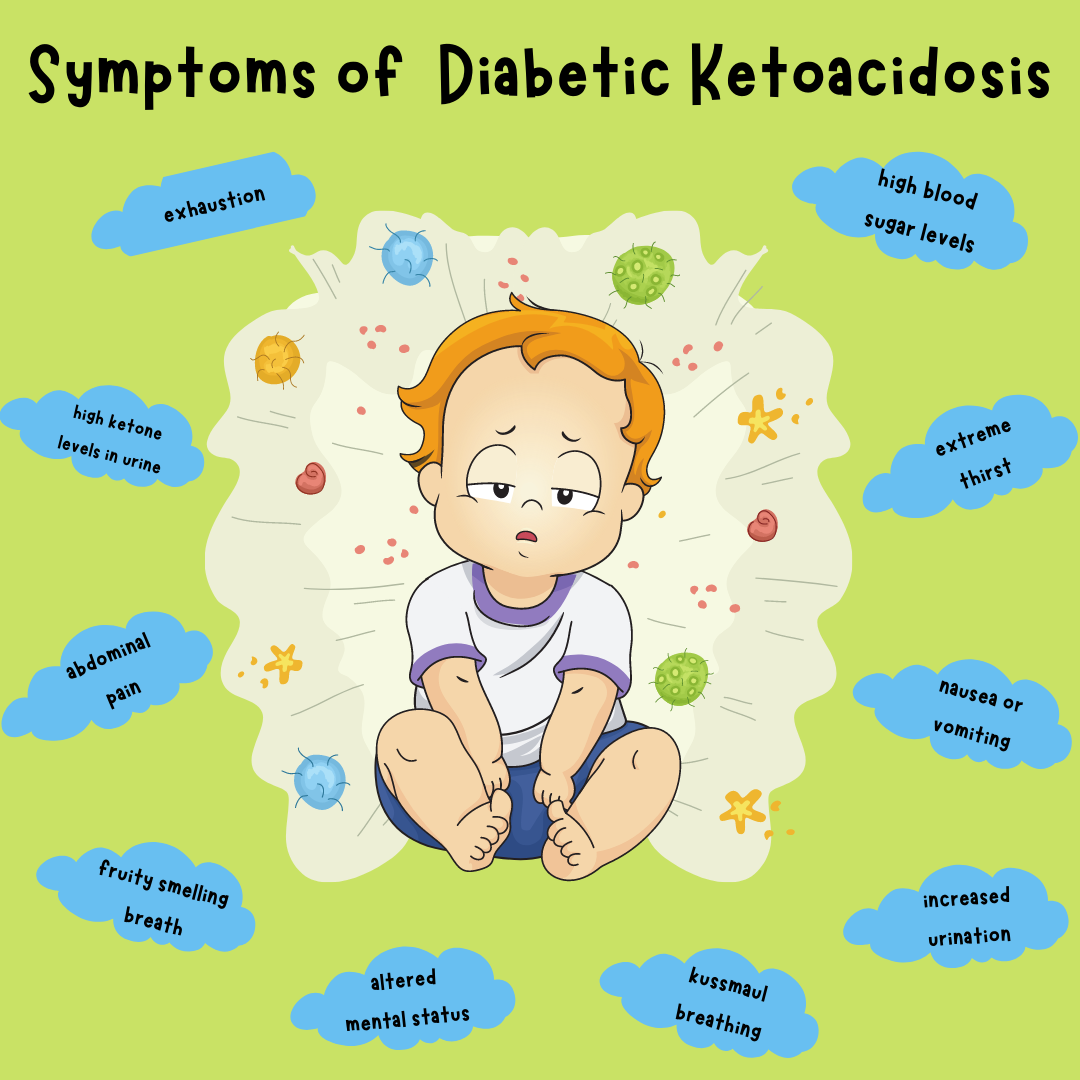 Symptoms of Diabetic Ketoacidosis
exhaustion
high blood
sugar levels
high ketone
levels in urine
extreme
thirst
abdominal
pain
nausea or
vomiting
fruity smelling
breath
increased
urination
altered
mental status
kussmaul
breathing